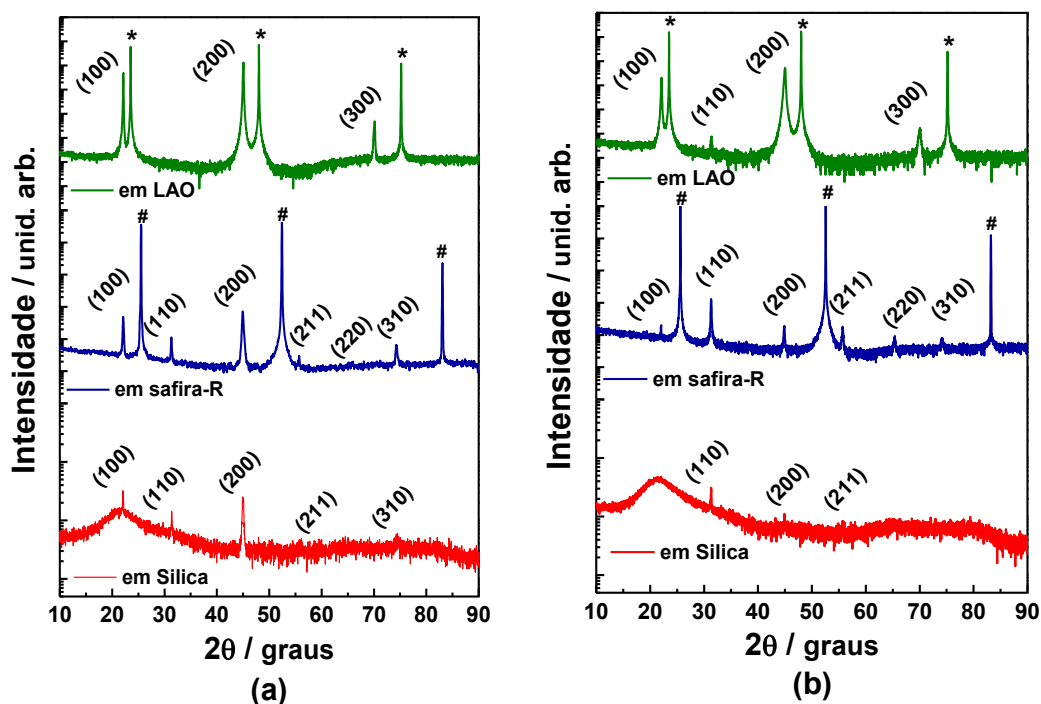 Intensidade / unid. arb.
(100)
*
(200)
*
(300)
*
em LAO
(100)
#
(110)
(200)
#
(211)
(220)
(310)
#
em safira-R
(100)
(110)
(200)
(211)
(310)
em Silica
10 20 30 40 50 60 70 80 90
2θ / graus
(a)
Intensidade / unid. arb.
(100)
*
(110)
(200)
*
(300)
*
em LAO
(100)
#
(110)
(200)
#
(211)
(220)
(310)
#
em safira-R
(110)
(200)
(211)
em Silica
10 20 30 40 50 60 70 80 90
2θ / graus
(b)